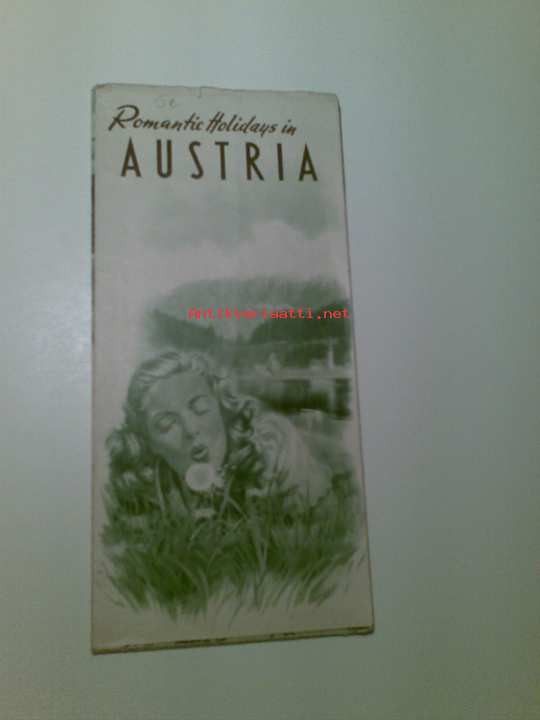 Romantic Holidays in
AUSTRIA
Antikvariaatti.net